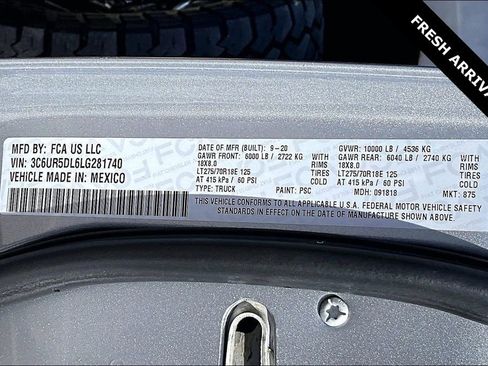 FRESH ARRIVA
MFD BY: FCA US LLC
VIN: 3C6UR5DL6LG281740
VEHICLE MADE IN: MEXICO
DATE OF MFR (BUILT): 9-20 GVWR: 10000 LB / 4536 KG
GAWR FRONT: 6000 LB / 2722 KG WITH GAWR REAR: 6040 LB / 2740 KG WITH
18X8.0 TIRES 18X8.0 TIRES
LT275/70R18E 125 RIMS LT275/70R18E 125 RIMS
AT 415 kPa / 60 PSI AT 415 kPa / 60 PSI
TYPE: TRUCK PAINT: PSC MDH: 091818 MKT: 875
THIS VEHICLE CONFORMS TO ALL APPLICABLE U.S.A. FEDERAL MOTOR VEHICLE SAFETY
STANDARDS IN EFFECT ON THE DATE OF MANUFACTURE SHOWN ABOVE.